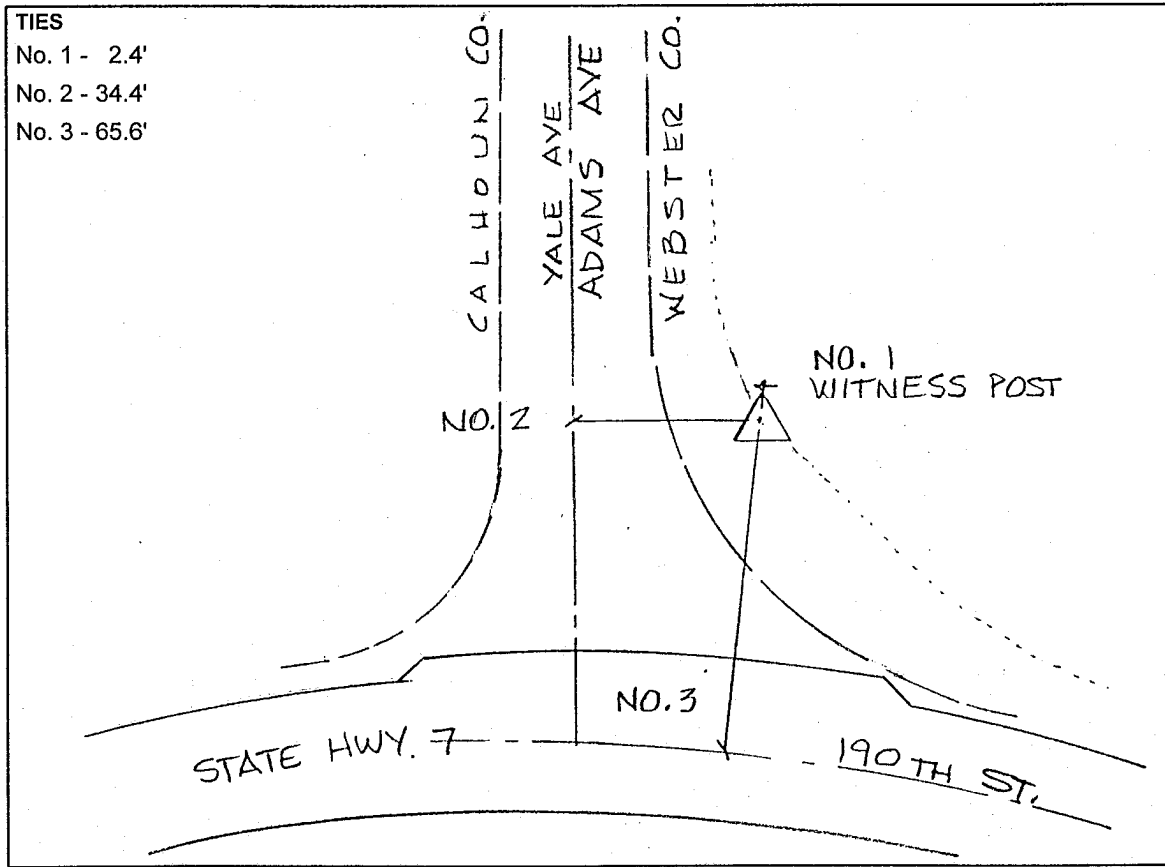 TIES
No. 1 - 2.4'
No. 2 - 34.4'
No. 3 - 65.6'
CALHOUN CO.
YALE AVE
ADAMS AVE
WEBSTER CO.
NO. 1
WITNESS POST
NO. 2
NO. 3
STATE HWY. 7
190TH ST.